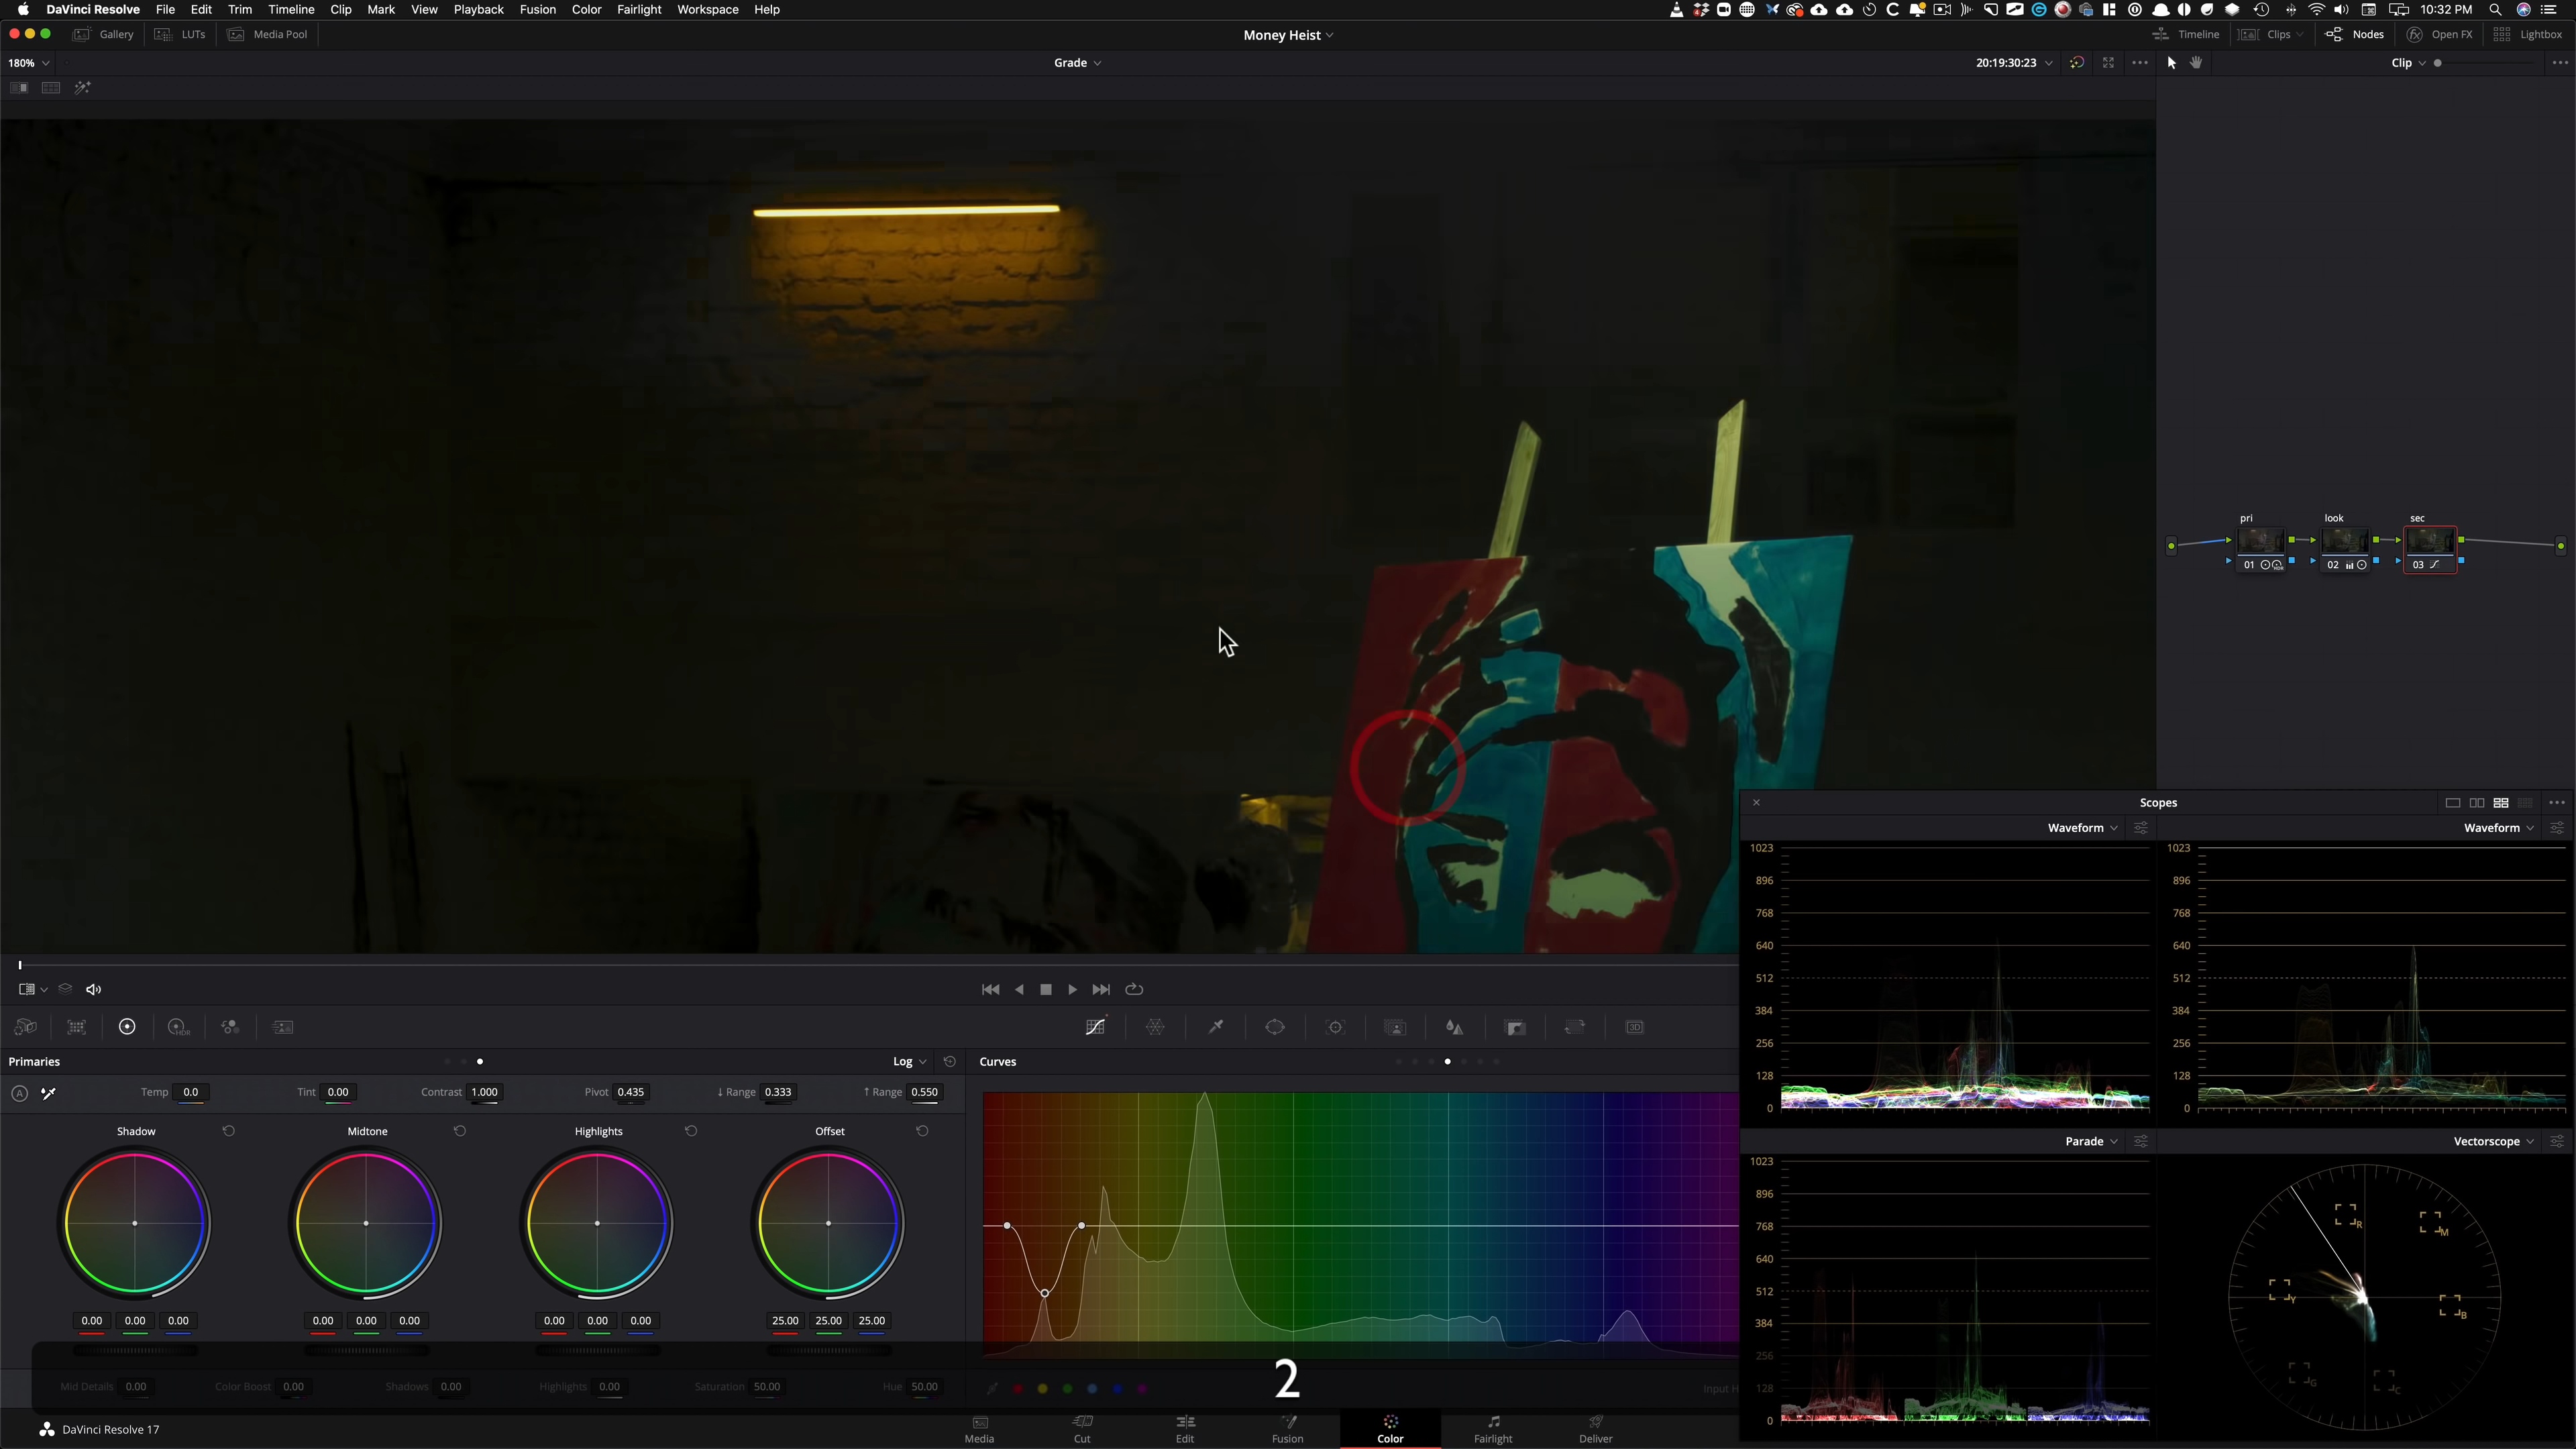 DaVinci Resolve File Edit Trim Timeline Clip Mark View Playback Fusion Color Fairlight Workspace Help 10:32 PM
Gallery LUTs Media Pool Money Heist Timeline Clips Nodes Open FX Lightbox
180% Grade 20:19:30:23 Clip
pri look sec
01 HDR 02 03
Scopes
Waveform Waveform
1023 1023
896 896
768 768
640 640
512 512
384 384
256 256
128 128
0 0
Parade Vectorscope
1023
896
768
640
512
384
256
128
0
R M
Y B
G C
HDR 3D
Primaries Log Curves
A Temp 0.0 Tint 0.00 Contrast 1.000 Pivot 0.435 ↓ Range 0.333 ↑ Range 0.550
Shadow Midtone Highlights Offset
0.00 0.00 0.00 0.00 0.00 0.00 0.00 0.00 0.00 25.00 25.00 25.00
Mid Details 0.00 Color Boost 0.00 Shadows 0.00 Highlights 0.00 Saturation 50.00 Hue 50.00 Input H
2
DaVinci Resolve 17 Media Cut Edit Fusion Color Fairlight Deliver